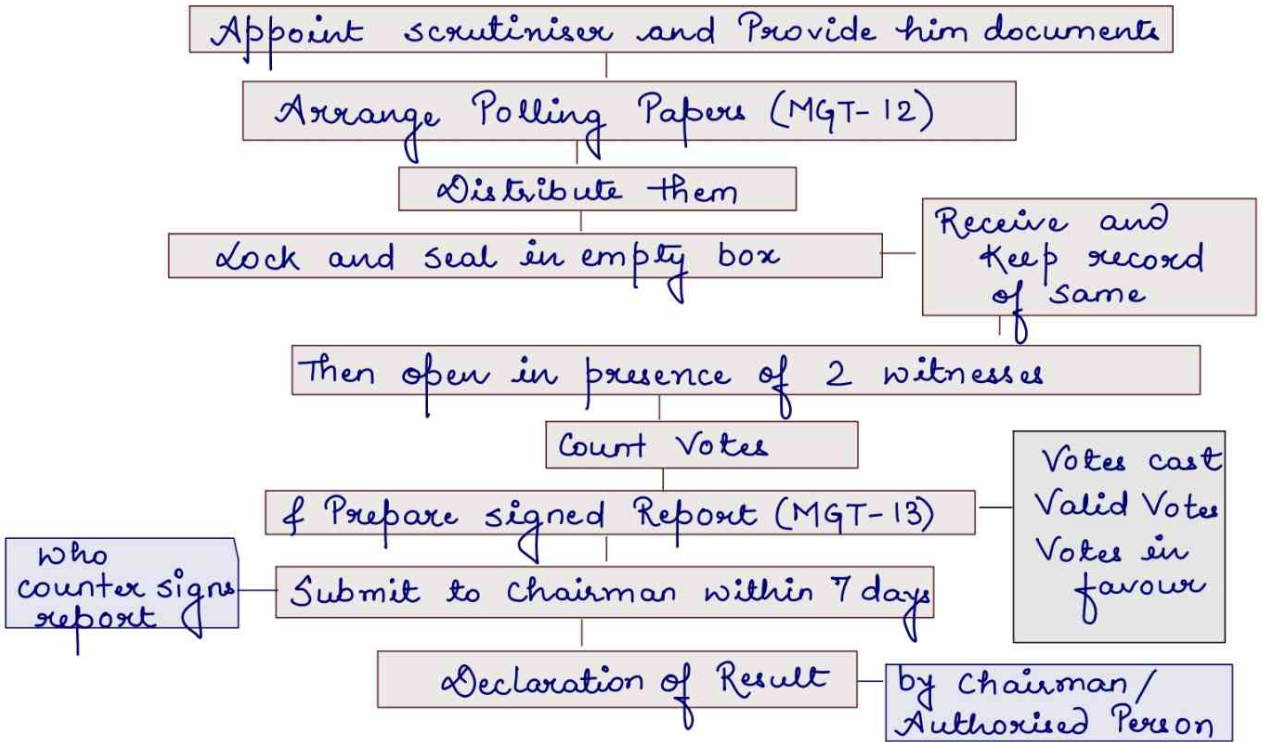 Appoint scrutiniser and Provide him documents
Arrange Polling Papers (MGT-12)
Distribute them
Lock and seal in empty box
Receive and
Keep record
of same
Then open in presence of 2 witnesses
Count Votes
& Prepare signed Report (MGT-13)
Votes cast
Valid Votes
Votes in
favour
Submit to chairman within 7 days
who
counter signs
report
Declaration of Result
by Chairman/
Authorised Person